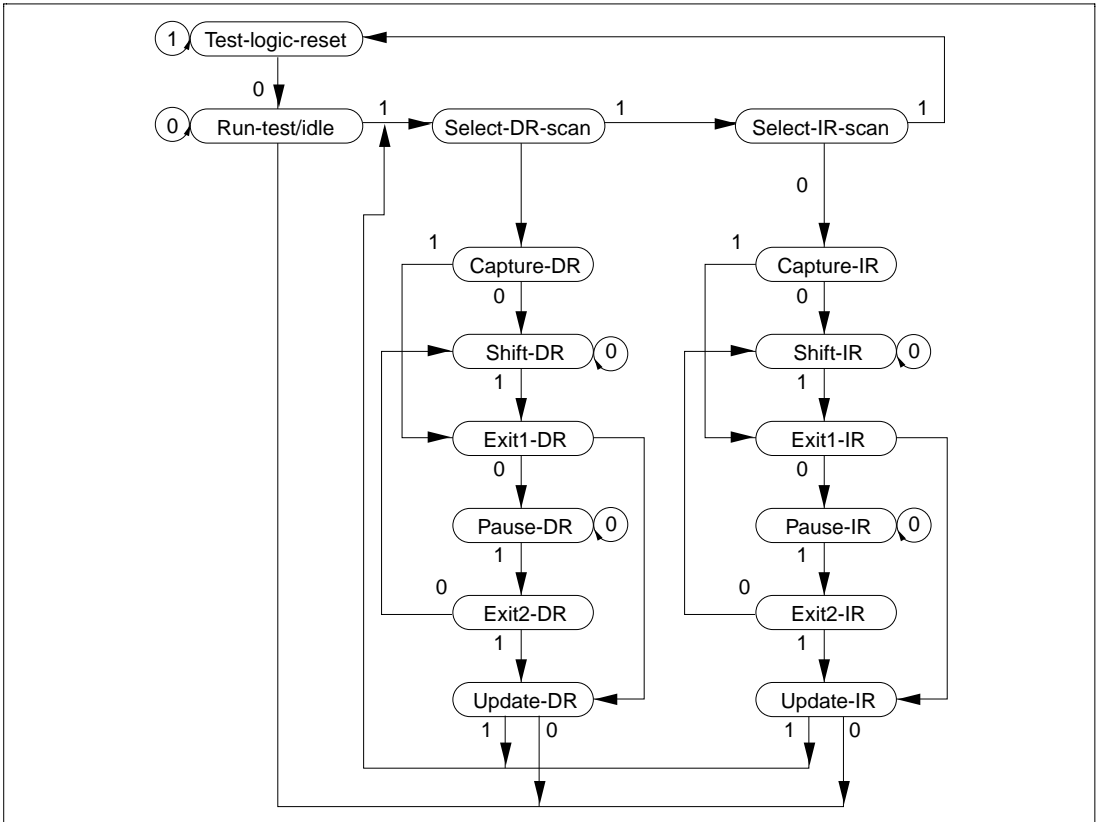 1 Test-logic-reset
0
0 Run-test/idle 1 Select-DR-scan 1 Select-IR-scan 1
0
1 1
Capture-DR Capture-IR
0 0
Shift-DR 0 Shift-IR 0
1 1
Exit1-DR Exit1-IR
0 0
Pause-DR 0 Pause-IR 0
1 1
0 0
Exit2-DR Exit2-IR
1 1
Update-DR Update-IR
1 0 1 0